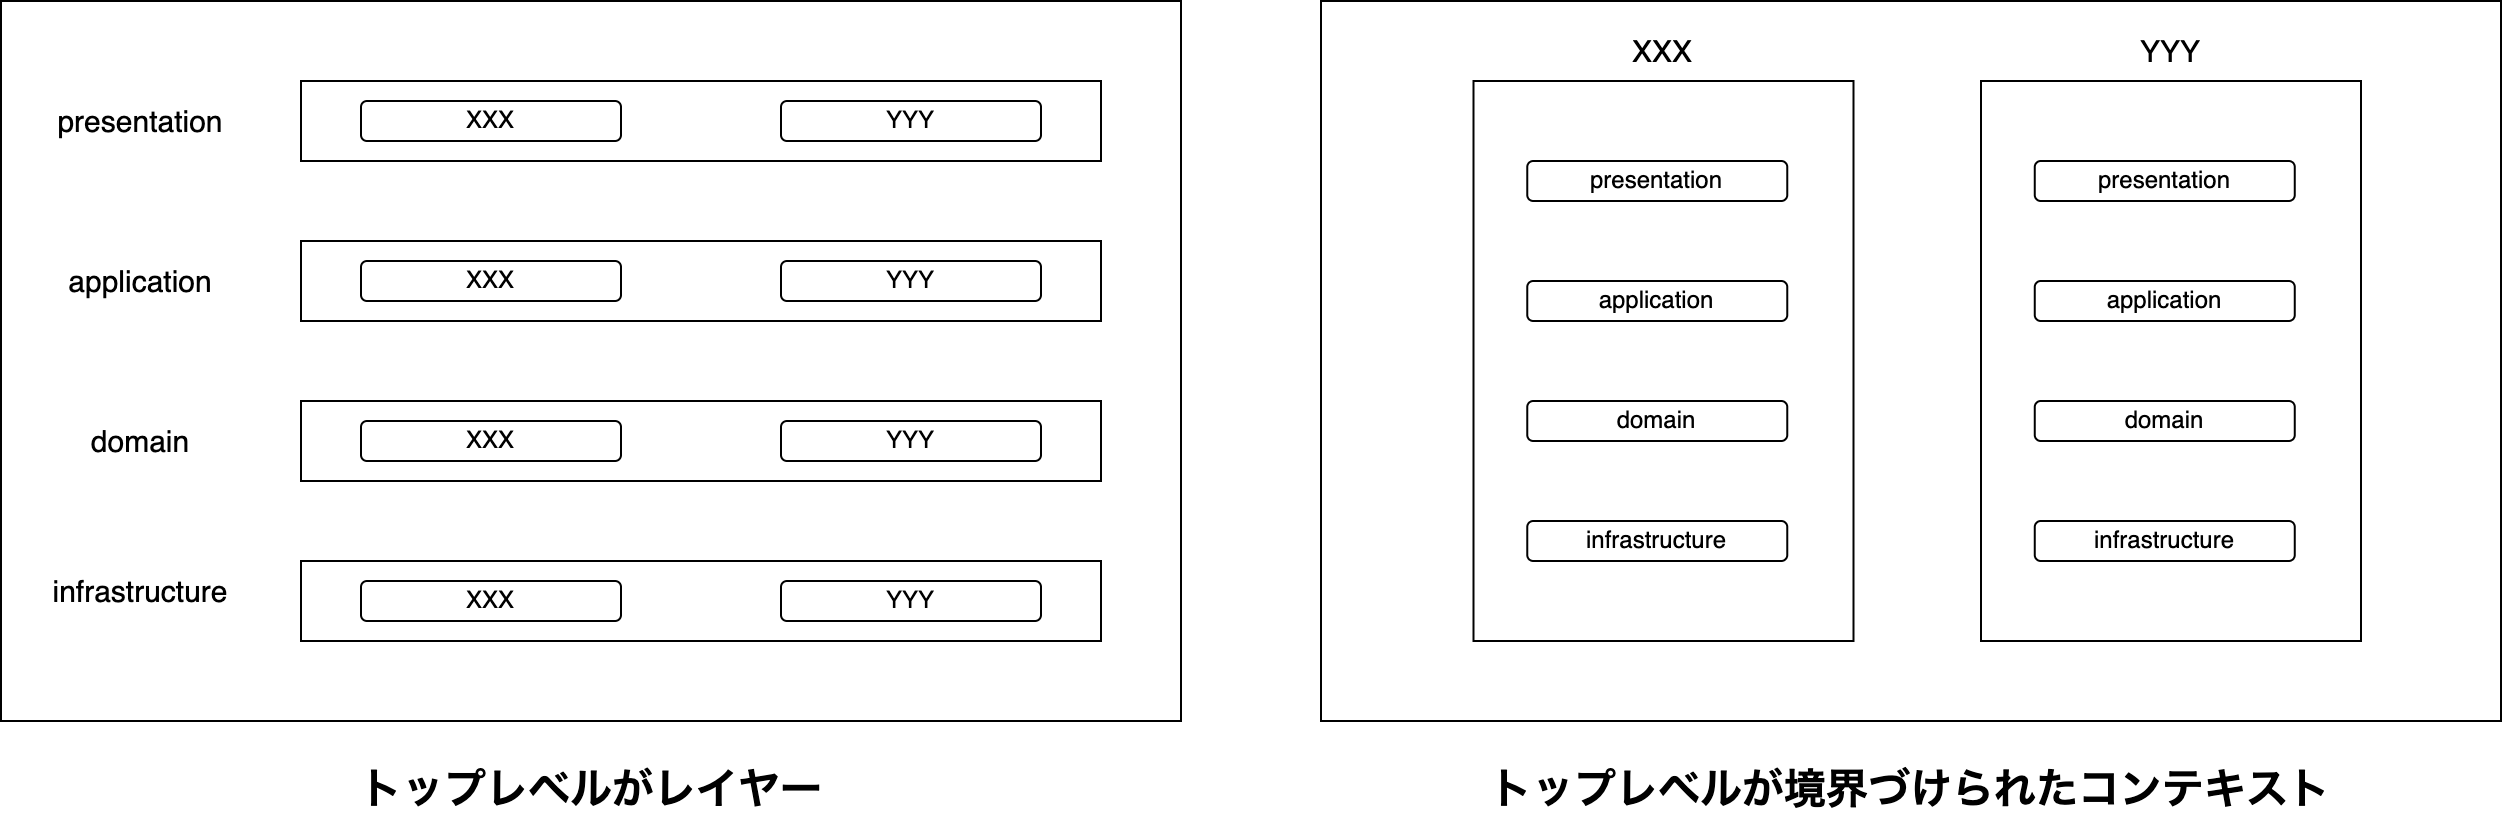 presentation
XXX
YYY
application
XXX
YYY
domain
XXX
YYY
infrastructure
XXX
YYY
トップレベルがレイヤー
XXX
presentation
application
domain
infrastructure
YYY
presentation
application
domain
infrastructure
トップレベルが境界づけられたコンテキスト